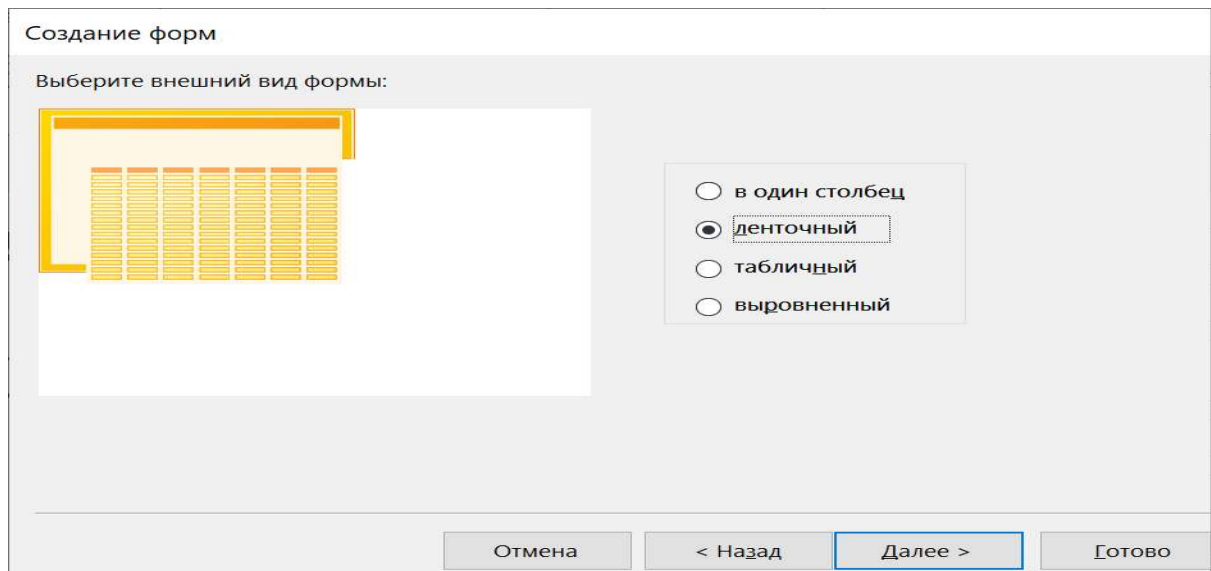 Создание форм
Выберите внешний вид формы:
в один столбец
ленточный
табличный
выровненный
Отмена
< Назад
Далее >
Готово